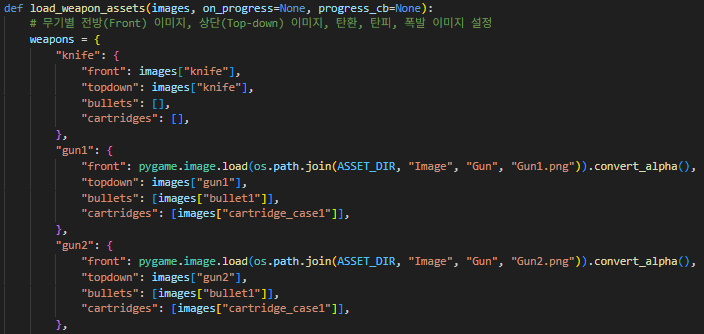 def load_weapon_assets(images, on_progress=None, progress_cb=None):
    # 무기별 전방(Front) 이미지, 상단(Top-down) 이미지, 탄환, 탄피, 폭발 이미지 설정
    weapons = {
        "knife": {
            "front": images["knife"],
            "topdown": images["knife"],
            "bullets": [],
            "cartridges": [],
        },
        "gun1": {
            "front": pygame.image.load(os.path.join(ASSET_DIR, "Image", "Gun", "Gun1.png")).convert_alpha(),
            "topdown": images["gun1"],
            "bullets": [images["bullet1"]],
            "cartridges": [images["cartridge_case1"]],
        },
        "gun2": {
            "front": pygame.image.load(os.path.join(ASSET_DIR, "Image", "Gun", "Gun2.png")).convert_alpha(),
            "topdown": images["gun2"],
            "bullets": [images["bullet1"]],
            "cartridges": [images["cartridge_case1"]],
        },